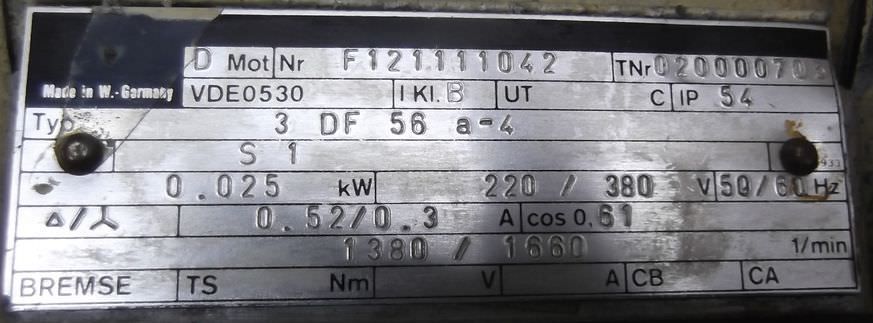 D Mot Nr F121111042 TNr
Made in W.-Germany VDE0530 I Kl. B UT C IP 54
Typ 3 DF 56 a-4
S 1
0.025 kW 220 / 380 V 50/60 Hz
Δ/Y 0.52/0.3 A cos 0,61
1380 / 1660 1/min
BREMSE TS Nm V A CB CA